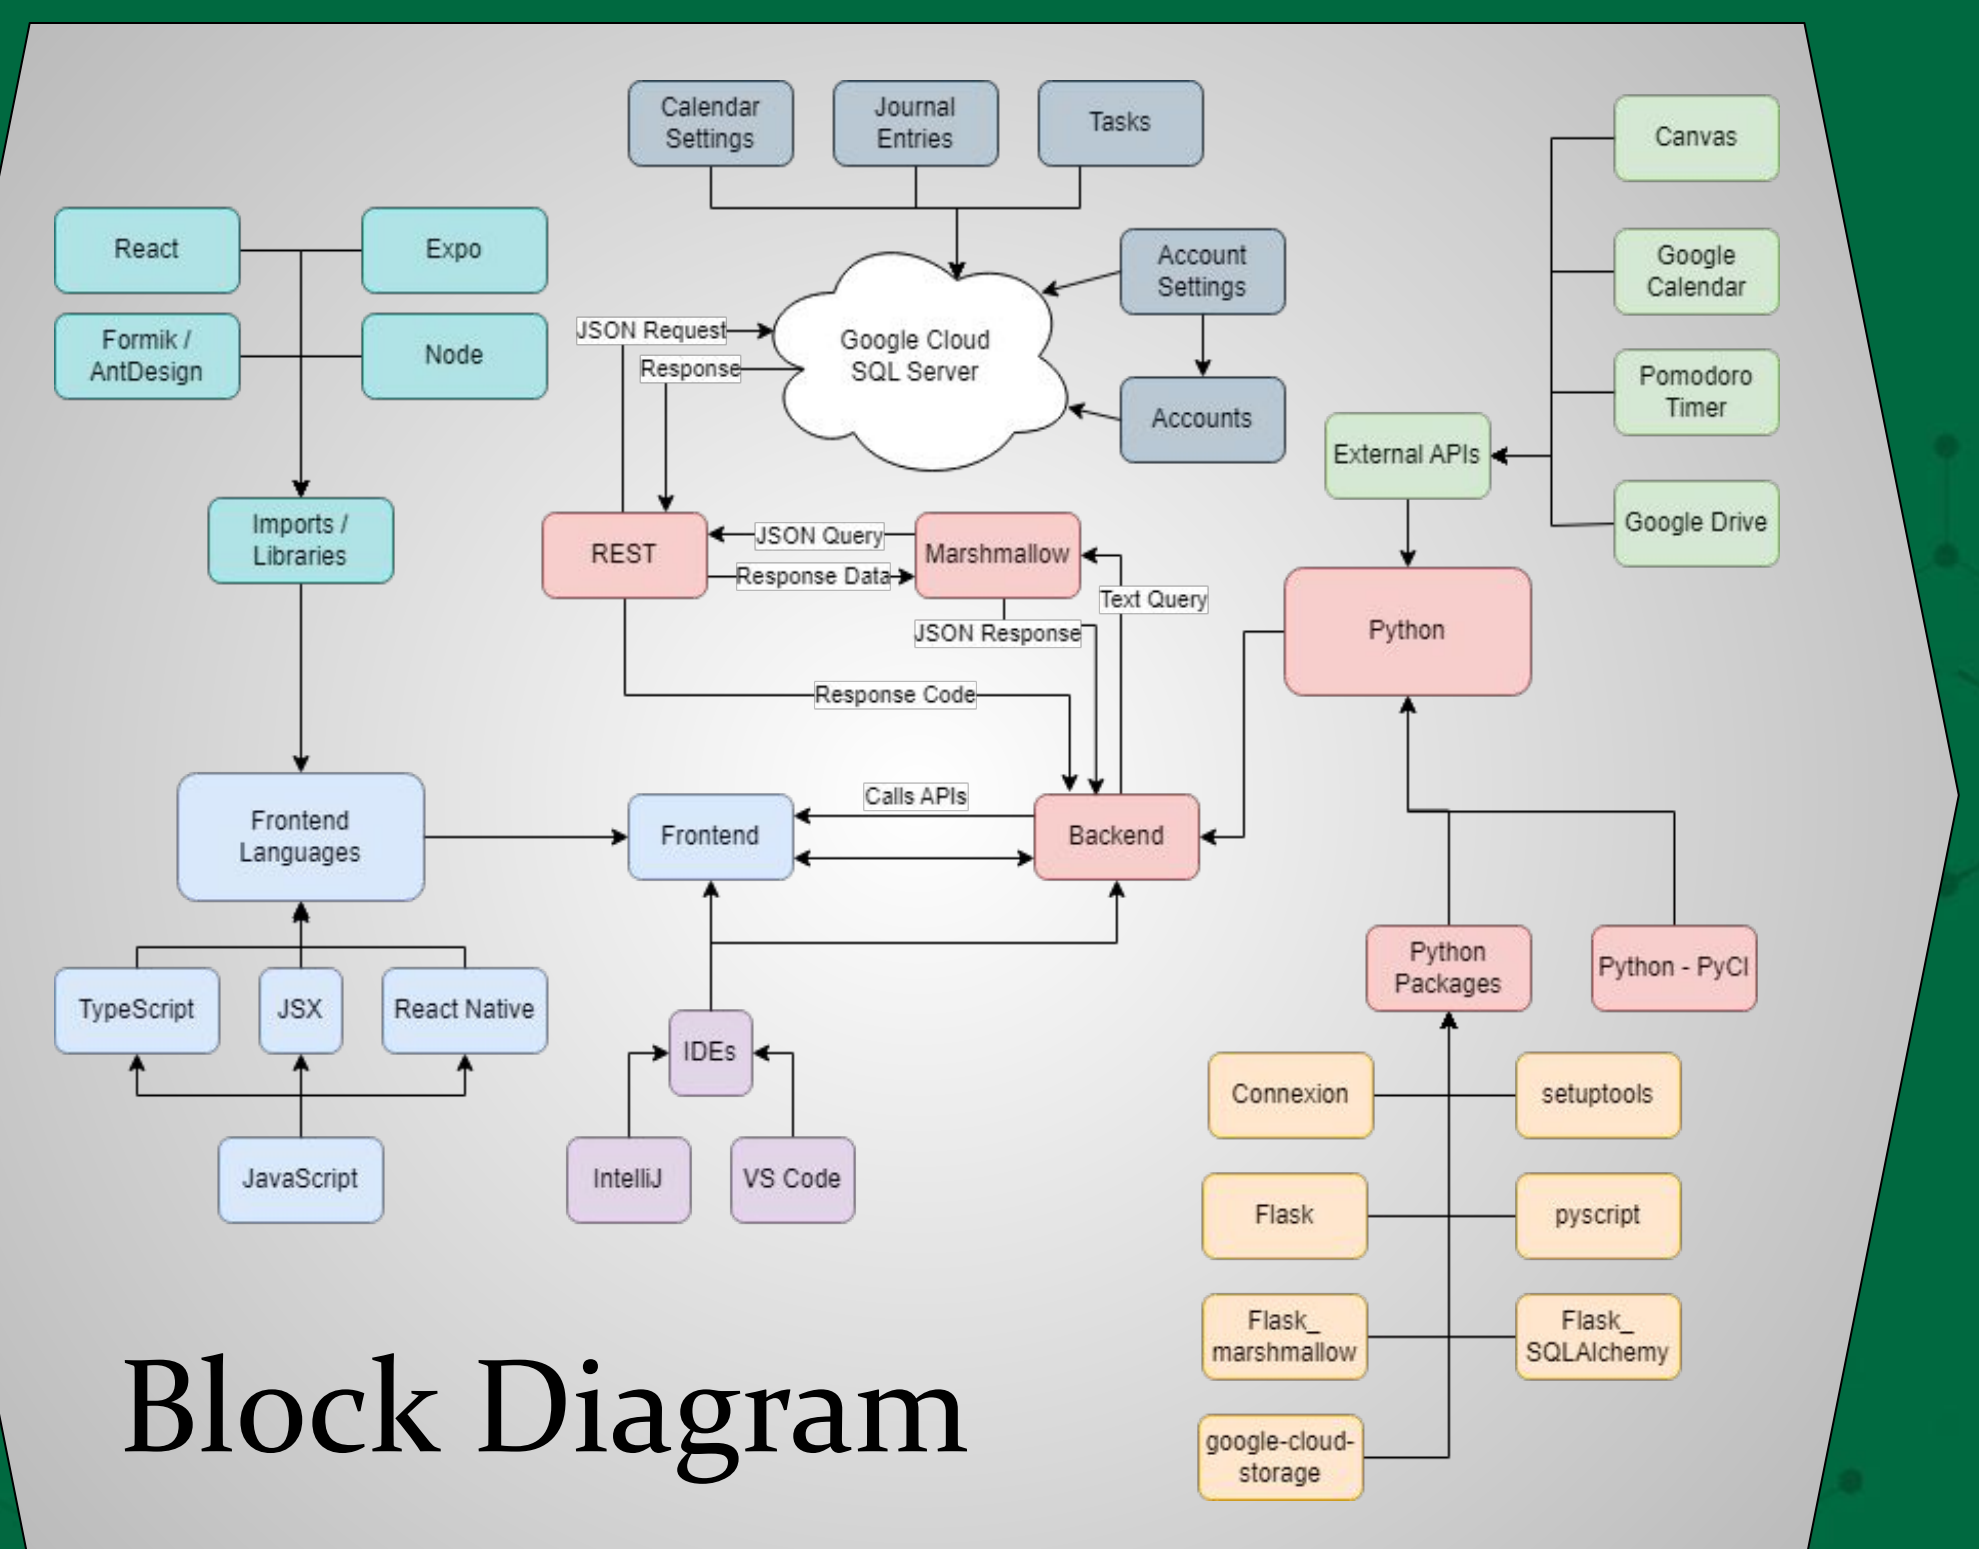 Calendar
Settings
Journal
Entries
Tasks
Canvas
React
Expo
Account
Settings
Google
Calendar
Formik /
AntDesign
Node
JSON Request
Response
Google Cloud
SQL Server
Accounts
Pomodoro
Timer
External APIs
Google Drive
Imports /
Libraries
REST
JSON Query
Response Data
Marshmallow
Text Query
JSON Response
Python
Response Code
Frontend
Languages
Frontend
Calls APIs
Backend
TypeScript
JSX
React Native
IDEs
Python
Packages
Python - PyCI
JavaScript
IntelliJ
VS Code
Connexion
setuptools
Flask
pyscript
Flask_
marshmallow
Flask_
SQLAlchemy
google-cloud-
storage
Block Diagram